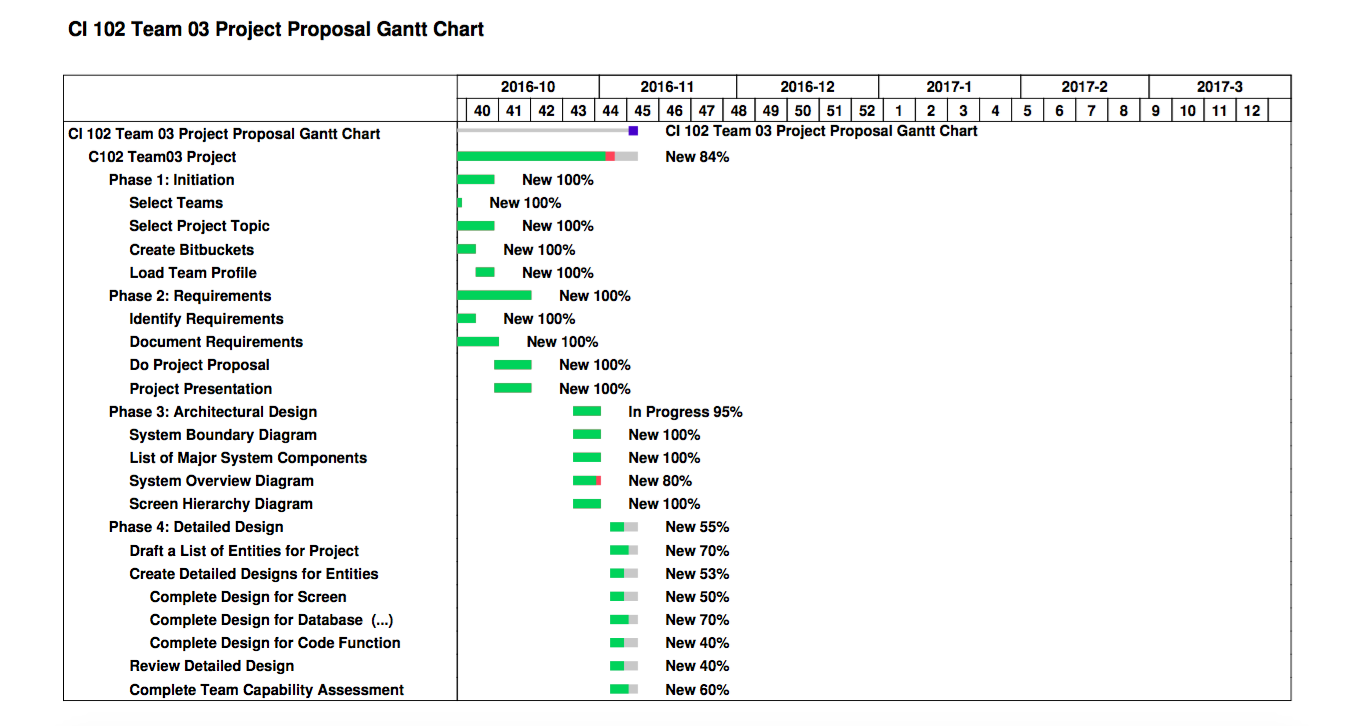 CI 102 Team 03 Project Proposal Gantt Chart
2016-10 2016-11 2016-12 2017-1 2017-2 2017-3
40 41 42 43 44 45 46 47 48 49 50 51 52 1 2 3 4 5 6 7 8 9 10 11 12
CI 102 Team 03 Project Proposal Gantt Chart CI 102 Team 03 Project Proposal Gantt Chart
C102 Team03 Project New 84%
Phase 1: Initiation New 100%
Select Teams New 100%
Select Project Topic New 100%
Create Bitbuckets New 100%
Load Team Profile New 100%
Phase 2: Requirements New 100%
Identify Requirements New 100%
Document Requirements New 100%
Do Project Proposal New 100%
Project Presentation New 100%
Phase 3: Architectural Design In Progress 95%
System Boundary Diagram New 100%
List of Major System Components New 100%
System Overview Diagram New 80%
Screen Hierarchy Diagram New 100%
Phase 4: Detailed Design New 55%
Draft a List of Entities for Project New 70%
Create Detailed Designs for Entities New 53%
Complete Design for Screen New 50%
Complete Design for Database (...) New 70%
Complete Design for Code Function New 40%
Review Detailed Design New 40%
Complete Team Capability Assessment New 60%